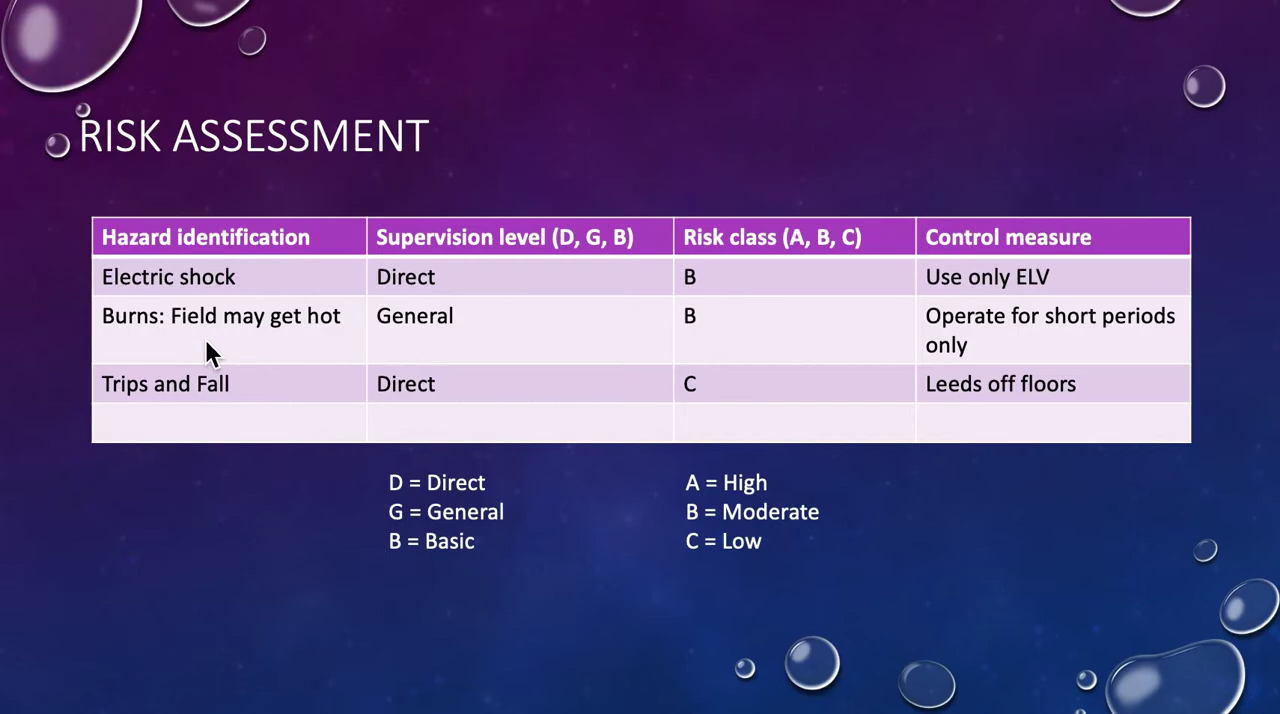 RISK ASSESSMENT
Hazard identification Supervision level (D, G, B) Risk class (A, B, C) Control measure
Electric shock Direct B Use only ELV
Burns: Field may get hot General B Operate for short periods
only
Trips and Fall Direct C Leeds off floors
D = Direct A = High
G = General B = Moderate
B = Basic C = Low